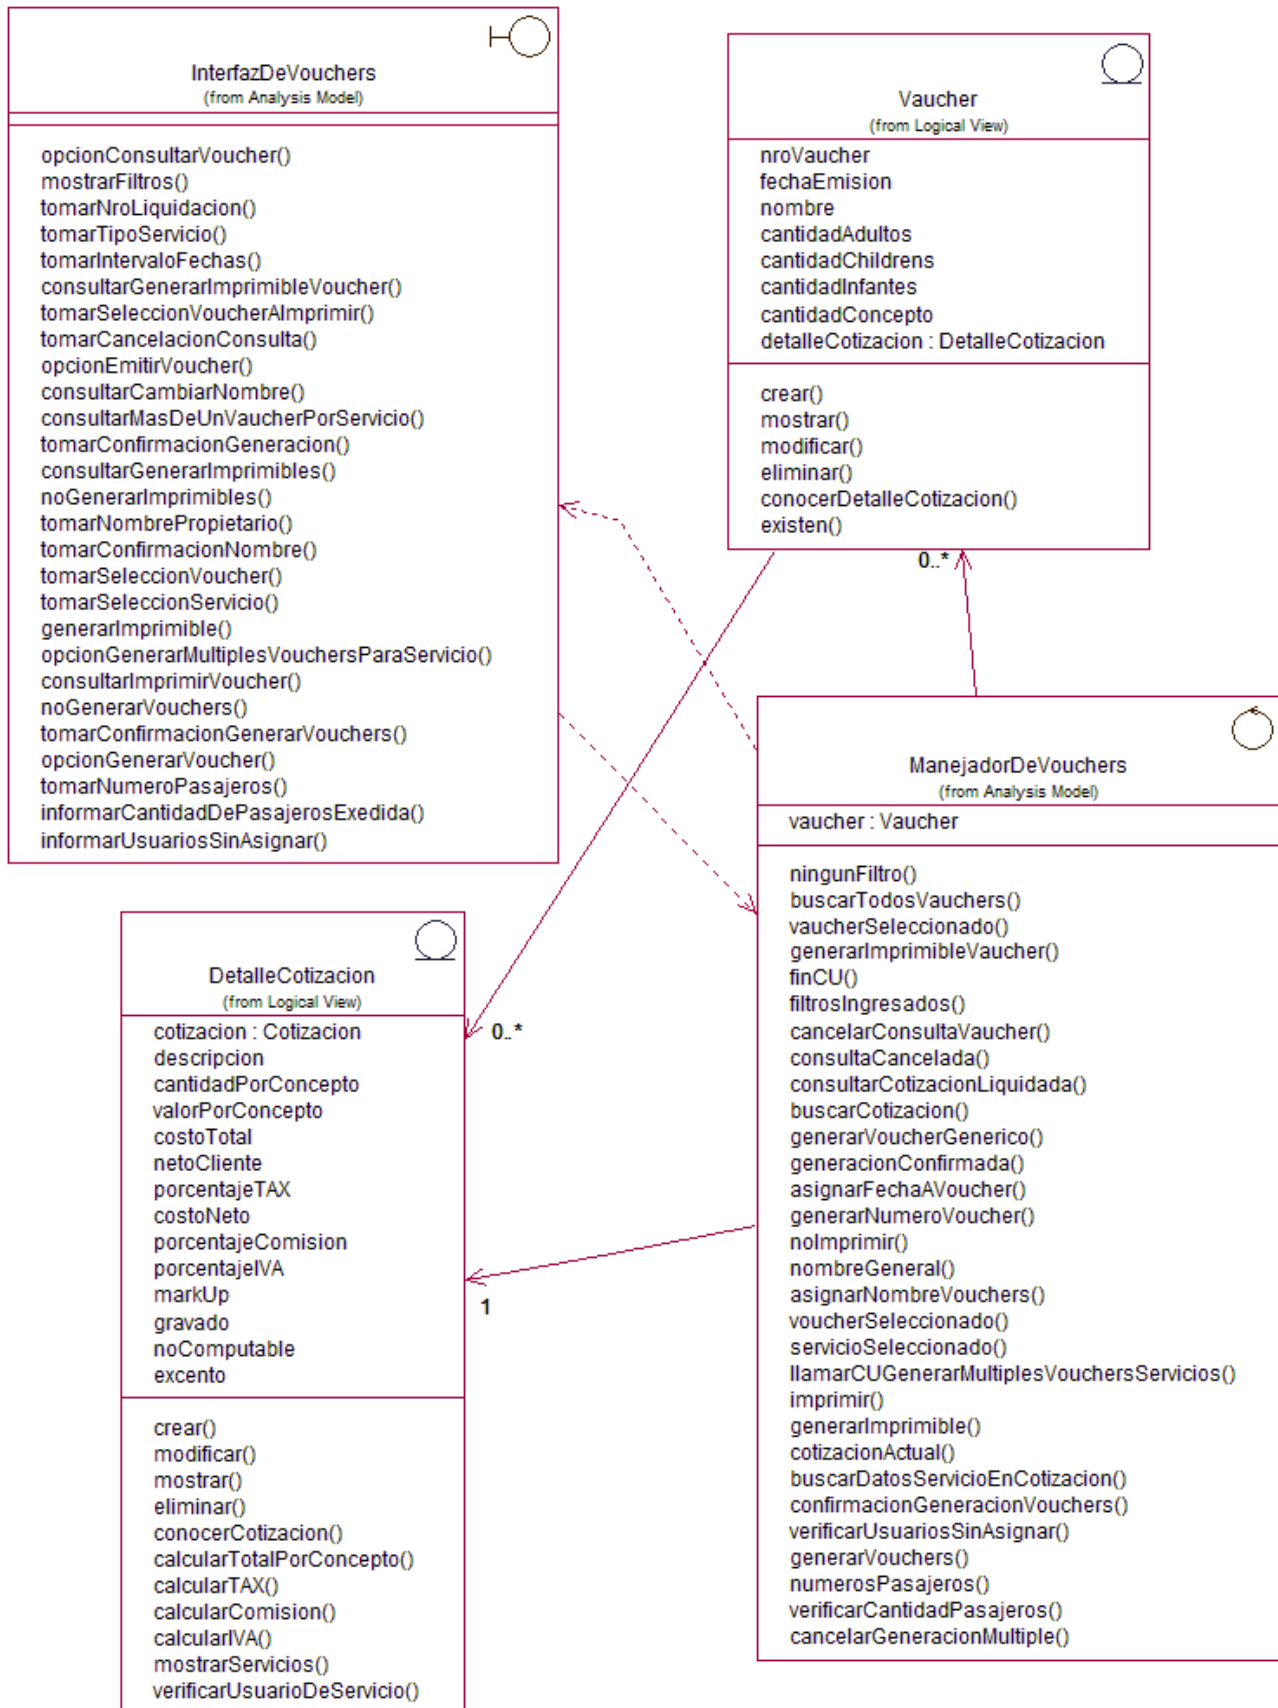 InterfazDeVouchers
(from Analysis Model)
opcionConsultarVoucher()
mostrarFiltros()
tomarNroLiquidacion()
tomarTipoServicio()
tomarIntervaloFechas()
consultarGenerarImprimibleVoucher()
tomarSeleccionVoucherAImprimir()
tomarCancelacionConsulta()
opcionEmitirVoucher()
consultarCambiarNombre()
consultarMasDeUnVaucherPorServicio()
tomarConfirmacionGeneracion()
consultarGenerarImprimibles()
noGenerarImprimibles()
tomarNombrePropietario()
tomarConfirmacionNombre()
tomarSeleccionVoucher()
tomarSeleccionServicio()
generarImprimible()
opcionGenerarMultiplesVouchersParaServicio()
consultarImprimirVoucher()
noGenerarVouchers()
tomarConfirmacionGenerarVouchers()
opcionGenerarVoucher()
tomarNumeroPasajeros()
informarCantidadDePasajerosExedida()
informarUsuariosSinAsignar()
Vaucher
(from Logical View)
nroVaucher
fechaEmision
nombre
cantidadAdultos
cantidadChildrens
cantidadInfantes
cantidadConcepto
detalleCotizacion : DetalleCotizacion
crear()
mostrar()
modificar()
eliminar()
conocerDetalleCotizacion()
existen()
0..*
ManejadorDeVouchers
(from Analysis Model)
vaucher : Vaucher
ningunFiltro()
buscarTodosVauchers()
vaucherSeleccionado()
generarImprimibleVaucher()
finCU()
filtrosIngresados()
cancelarConsultaVaucher()
consultaCancelada()
consultarCotizacionLiquidada()
buscarCotizacion()
generarVoucherGenerico()
generacionConfirmada()
asignarFechaAVoucher()
generarNumeroVoucher()
noImprimir()
nombreGeneral()
asignarNombreVouchers()
voucherSeleccionado()
servicioSeleccionado()
llamarCUGenerarMultiplesVouchersServicios()
imprimir()
generarImprimible()
cotizacionActual()
buscarDatosServicioEnCotizacion()
confirmacionGeneracionVouchers()
verificarUsuariosSinAsignar()
generarVouchers()
numerosPasajeros()
verificarCantidadPasajeros()
cancelarGeneracionMultiple()
DetalleCotizacion
(from Logical View)
cotizacion : Cotizacion
descripcion
cantidadPorConcepto
valorPorConcepto
costoTotal
netoCliente
porcentajeTAX
costoNeto
porcentajeComision
porcentajeIVA
markUp
gravado
noComputable
excento
crear()
modificar()
mostrar()
eliminar()
conocerCotizacion()
calcularTotalPorConcepto()
calcularTAX()
calcularComision()
calcularIVA()
mostrarServicios()
verificarUsuarioDeServicio()
0..*
1